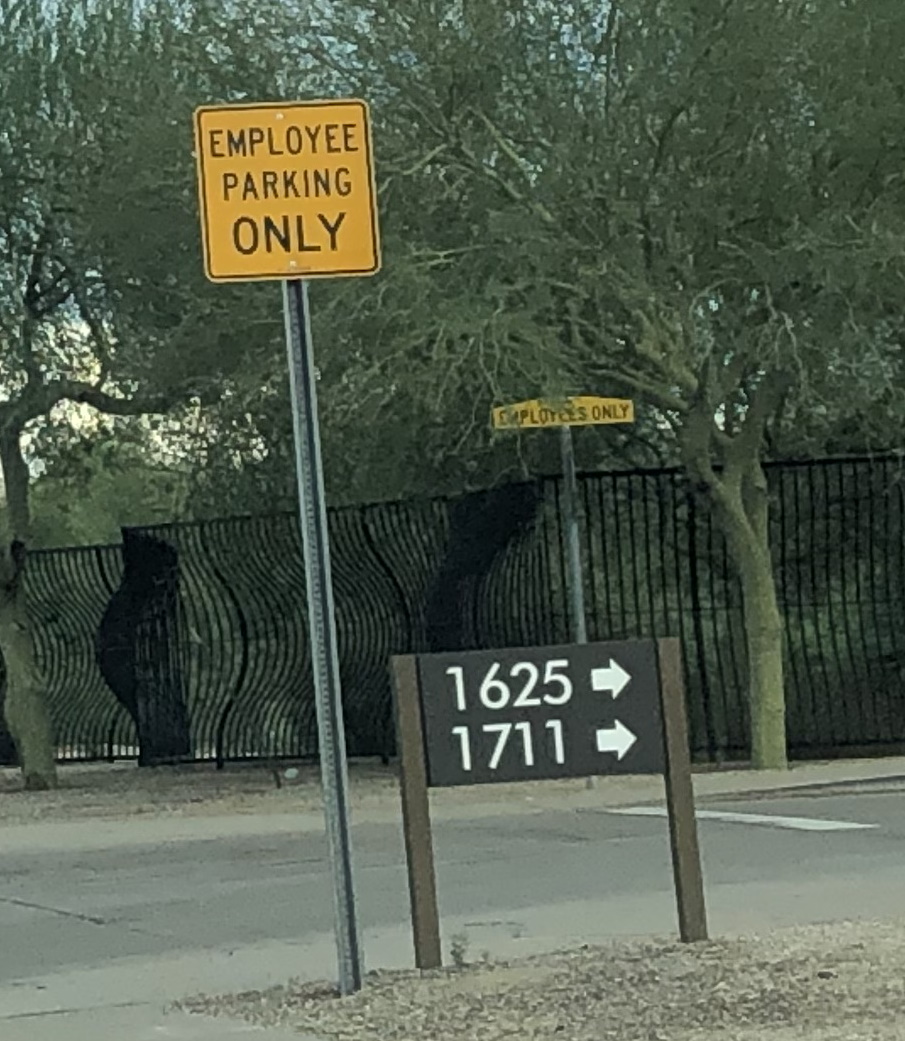 EMPLOYEE
PARKING
ONLY
EMPLOYEES ONLY
1625
1711